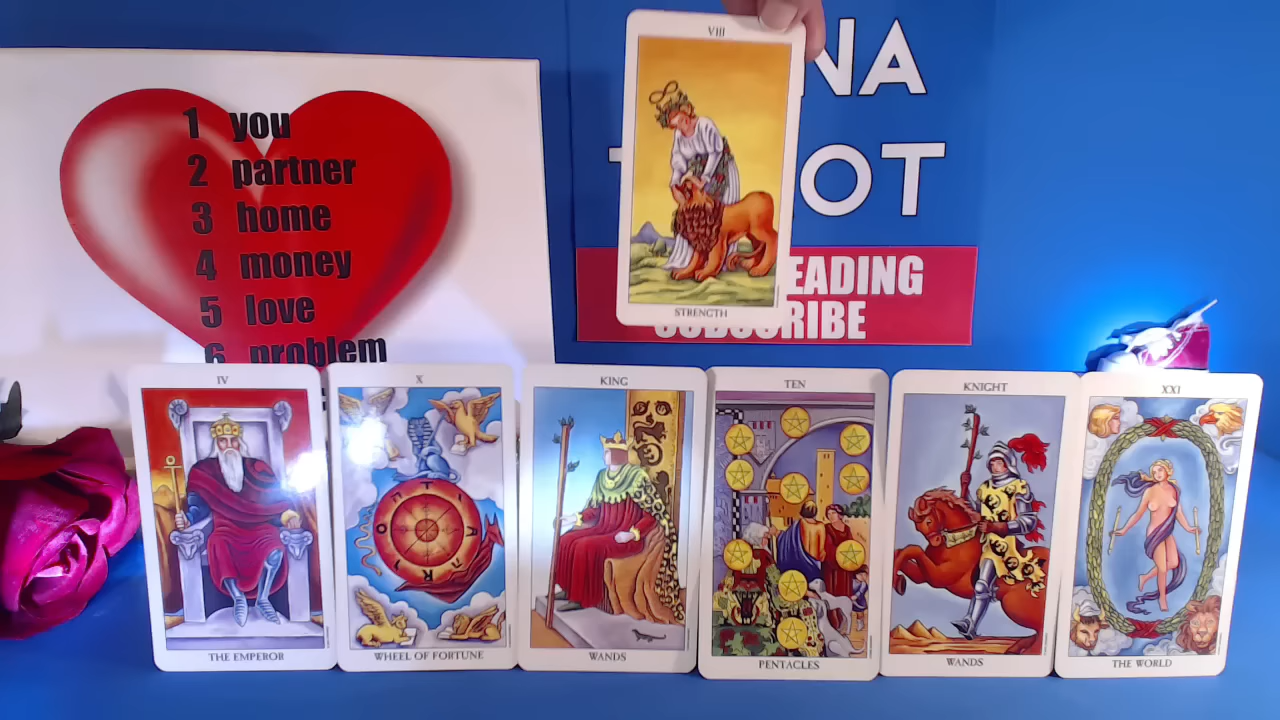 1 you
2 partner
3 home
4 money
5 love
6 problem
VIII
STRENGTH
NA
OT
EADING
RIBE
IV
THE EMPEROR
X
WHEEL OF FORTUNE
KING
WANDS
TEN
PENTACLES
KNIGHT
WANDS
XXI
THE WORLD